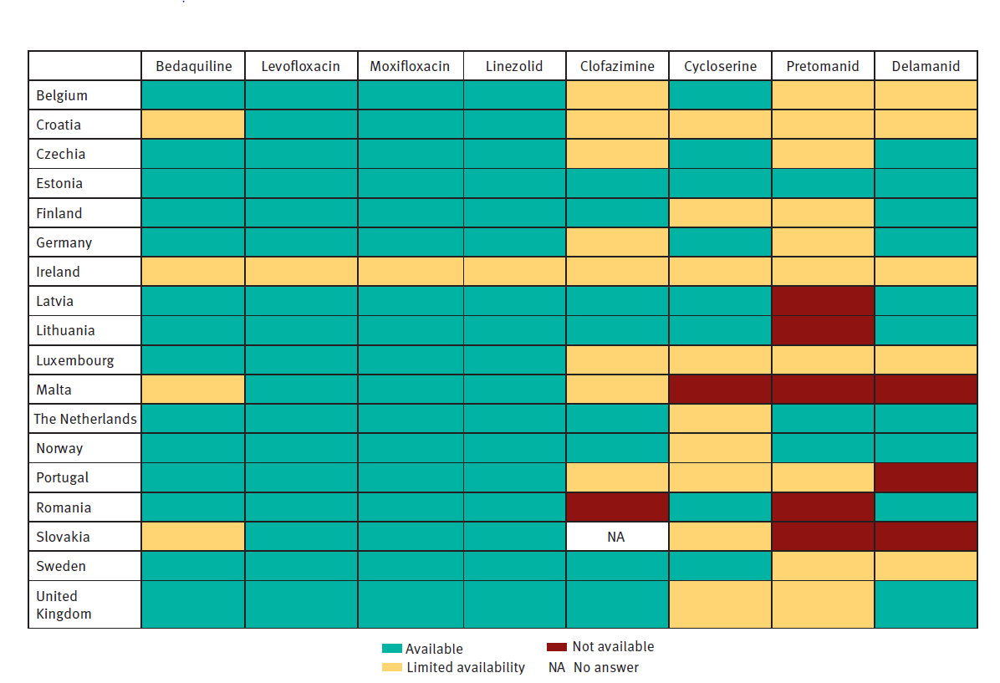 Bedaquiline Levofloxacin Moxifloxacin Linezolid Clofazimine Cycloserine Pretomanid Delamanid
Belgium
Croatia
Czechia
Estonia
Finland
Germany
Ireland
Latvia
Lithuania
Luxembourg
Malta
The Netherlands
Norway
Portugal
Romania
Slovakia NA
Sweden
United
Kingdom
Available Not available
Limited availability NA No answer